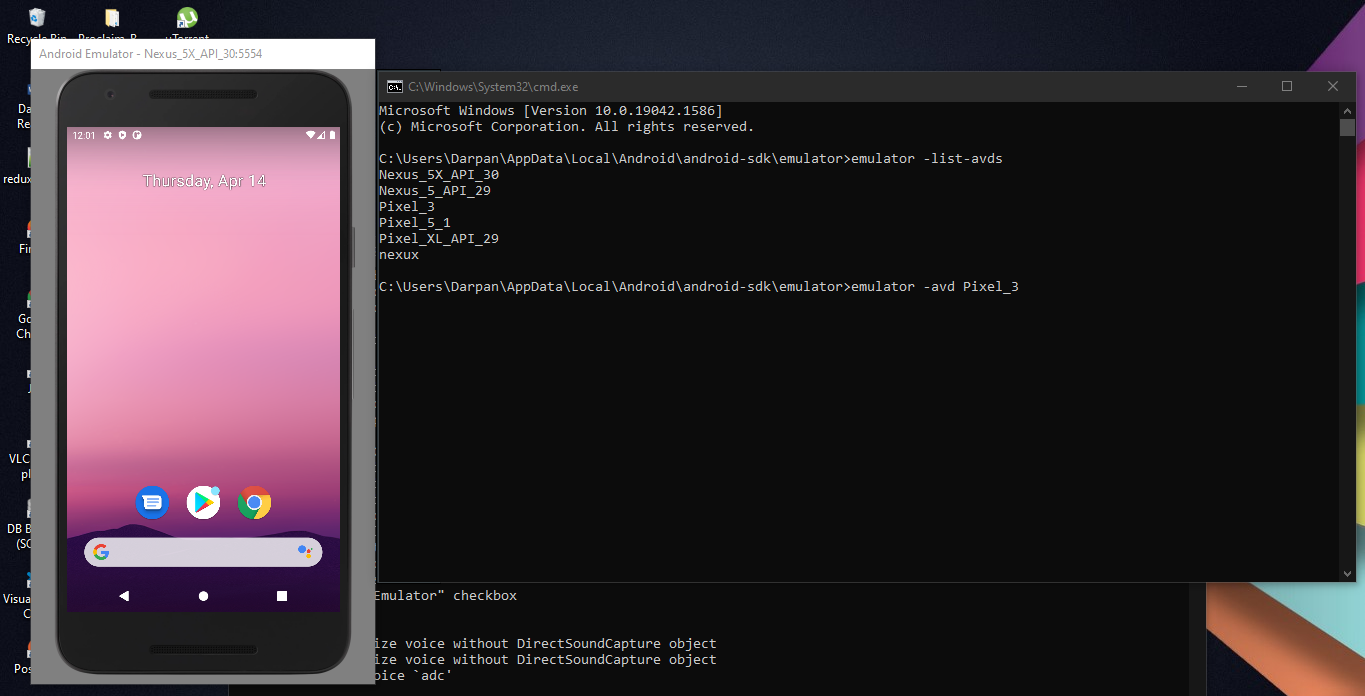 Recycle Bin
Proclaim_B
uTorrent
Android Emulator - Nexus_5X_API_30:5554
12:01
Thursday, Apr 14
C:\Windows\System32\cmd.exe
Microsoft Windows [Version 10.0.19042.1586]
(c) Microsoft Corporation. All rights reserved.
C:\Users\Darpan\AppData\Local\Android\android-sdk\emulator>emulator -list-avds
Nexus_5X_API_30
Nexus_5_API_29
Pixel_3
Pixel_5_1
Pixel_XL_API_29
nexux
C:\Users\Darpan\AppData\Local\Android\android-sdk\emulator>emulator -avd Pixel_3
Emulator" checkbox
ize voice without DirectSoundCapture object
ize voice without DirectSoundCapture object
oice `adc'
Da
Re
redux
Fir
Go
Ch
J
VLC
pl
DB B
(SC
Visua
C
Pos